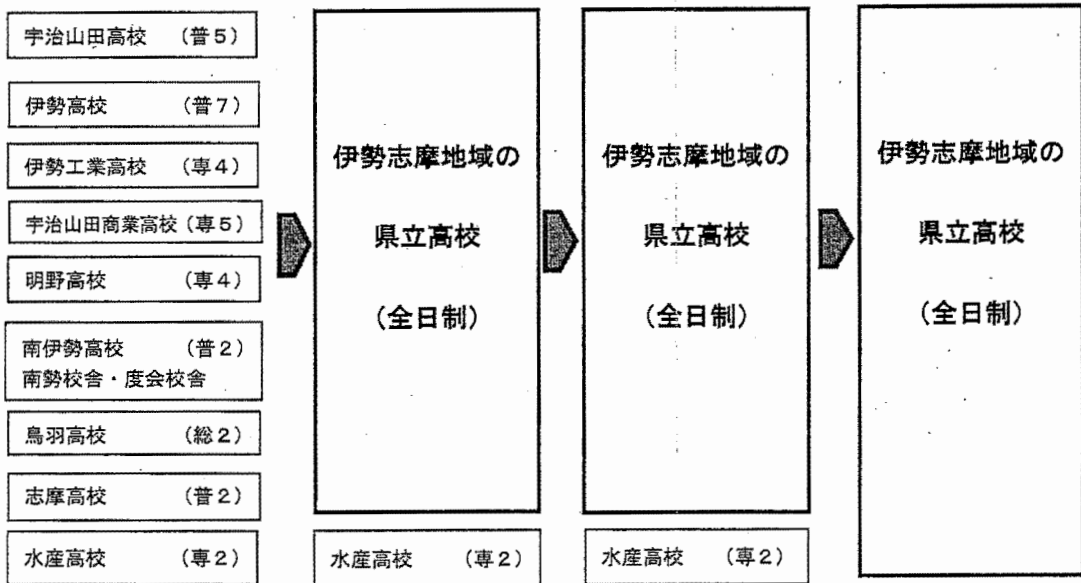 宇治山田高校　（普５）
伊勢高校　（普７）
伊勢工業高校　（専４）
宇治山田商業高校（専５）
明野高校　（専４）
南伊勢高校　（普２）
南勢校舎・度会校舎
鳥羽高校　（総２）
志摩高校　（普２）
水産高校　（専２）
伊勢志摩地域の
県立高校
（全日制）
水産高校　（専２）
伊勢志摩地域の
県立高校
（全日制）
水産高校　（専２）
伊勢志摩地域の
県立高校
（全日制）